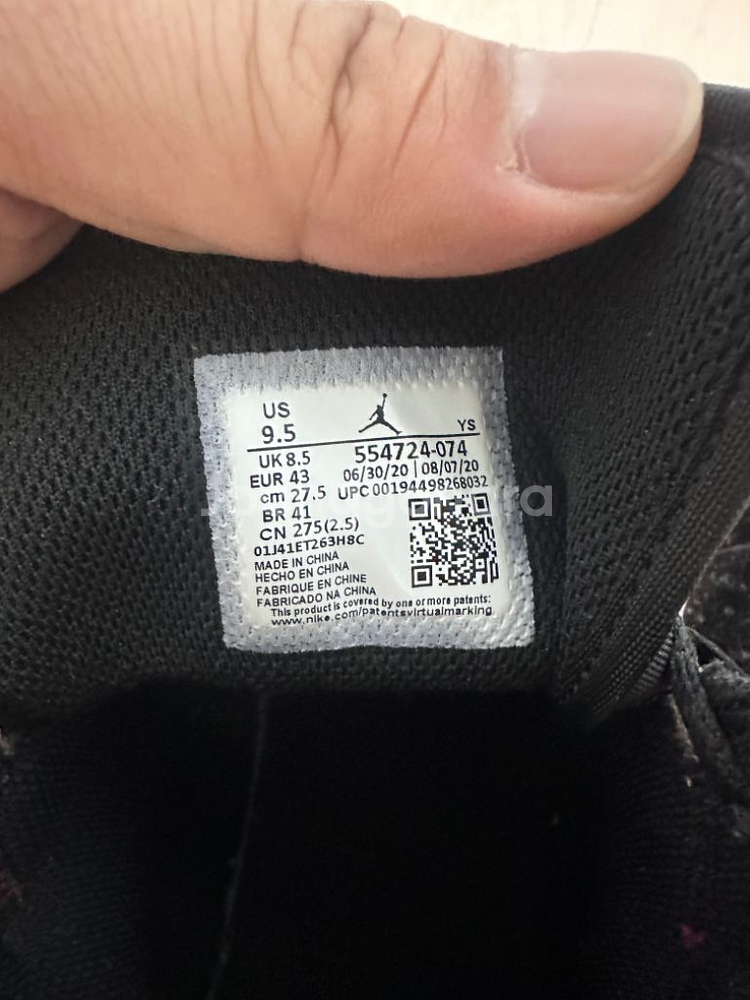 US
9.5
YS
UK 8.5
554724-074
EUR 43
06/30/20 | 08/07/20
cm 27.5
UPC 00194498268032
BR 41
CN 275(2.5)
01J41ET263H8C
MADE IN CHINA
HECHO EN CHINA
FABRIQUE EN CHINE
FABRICADO NA CHINA
This product is covered by one or more patents:
www.nike.com/patentsvirtualmarking